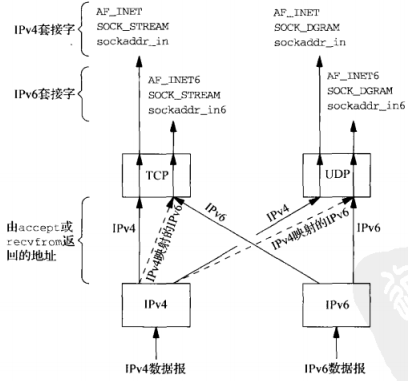 AF_INET
SOCK_STREAM
sockaddr_in
AF_INET
SOCK_DGRAM
sockaddr_in
IPv4套接字
AF_INET6
SOCK_STREAM
sockaddr_in6
AF_INET6
SOCK_DGRAM
sockaddr_in6
IPv6套接字
TCP
UDP
由accept或
recvfrom返
回的地址
IPv4
IPv4映射的IPv6
IPv6
IPv4
IPv4映射的IPv6
IPv6
IPv4
IPv6
IPv4数据报
IPv6数据报